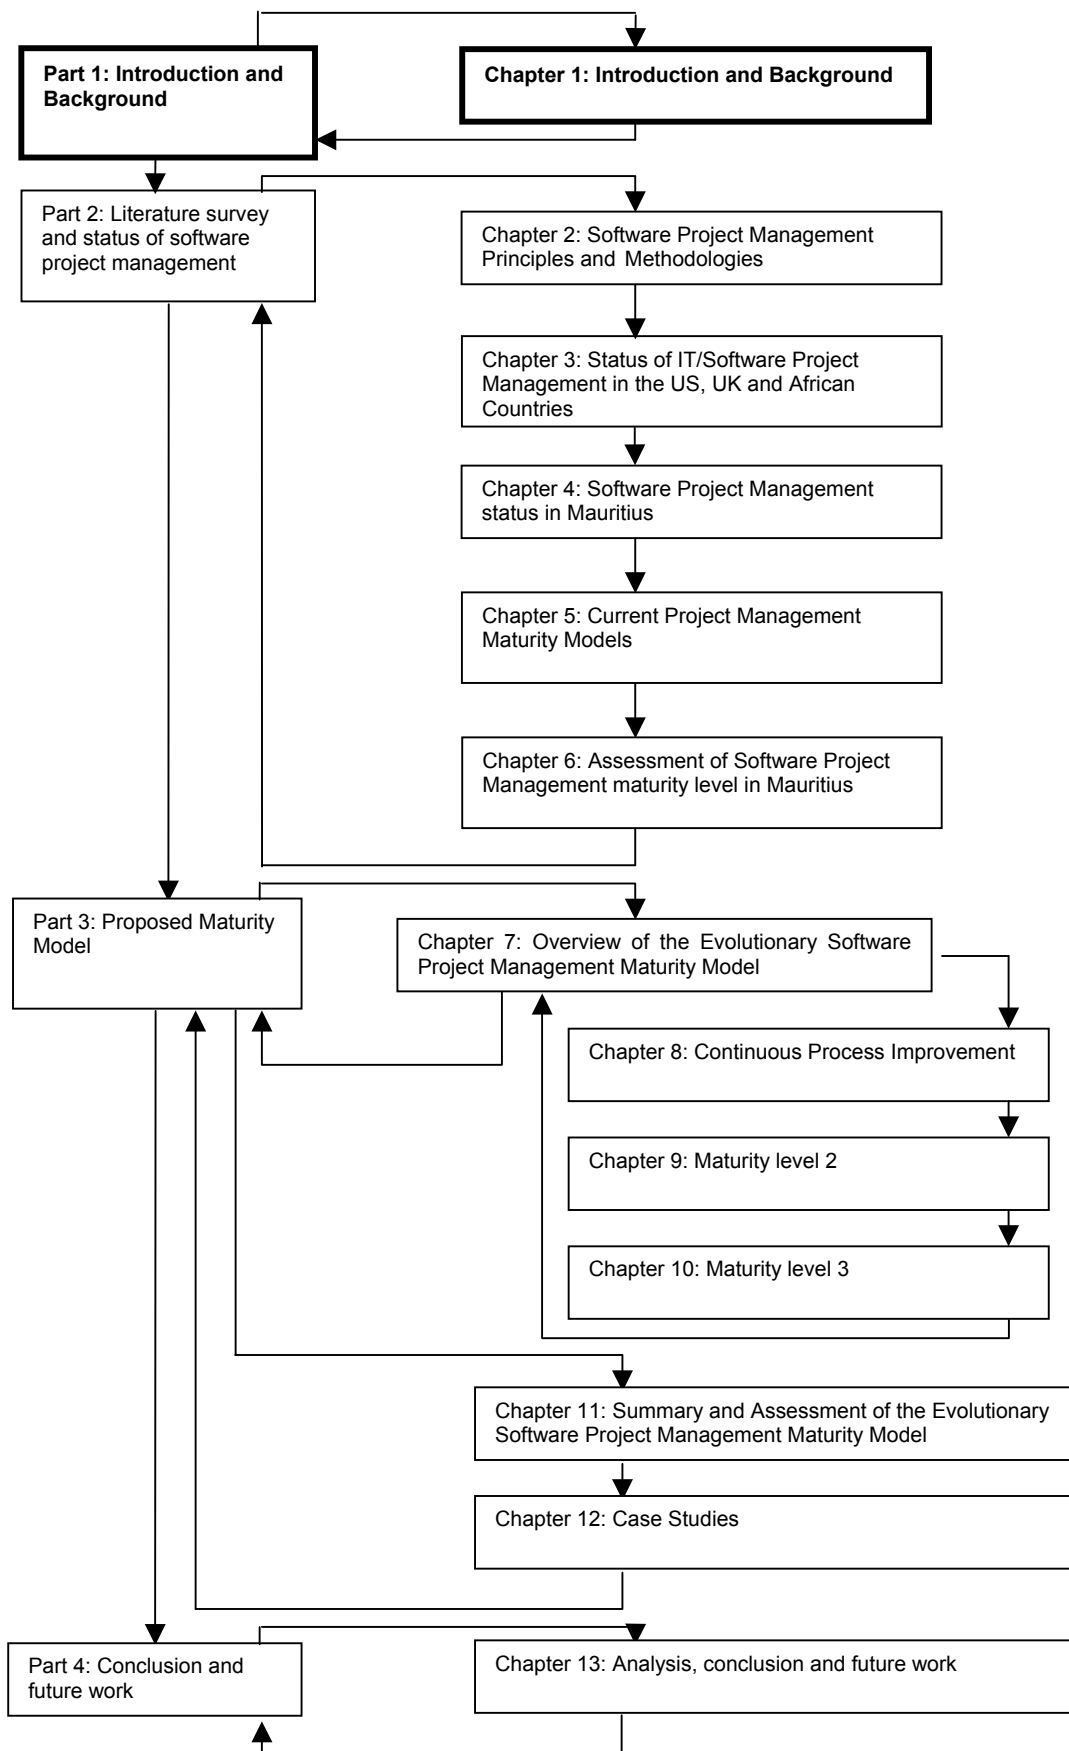 Part 1: Introduction and
Background
Chapter 1: Introduction and Background
Part 2: Literature survey
and status of software
project management
Chapter 2: Software Project Management
Principles and Methodologies
Chapter 3: Status of IT/Software Project
Management in the US, UK and African
Countries
Chapter 4: Software Project Management
status in Mauritius
Chapter 5: Current Project Management
Maturity Models
Chapter 6: Assessment of Software Project
Management maturity level in Mauritius
Part 3: Proposed Maturity
Model
Chapter 7: Overview of the Evolutionary Software
Project Management Maturity Model
Chapter 8: Continuous Process Improvement
Chapter 9: Maturity level 2
Chapter 10: Maturity level 3
Chapter 11: Summary and Assessment of the Evolutionary
Software Project Management Maturity Model
Chapter 12: Case Studies
Part 4: Conclusion and
future work
Chapter 13: Analysis, conclusion and future work